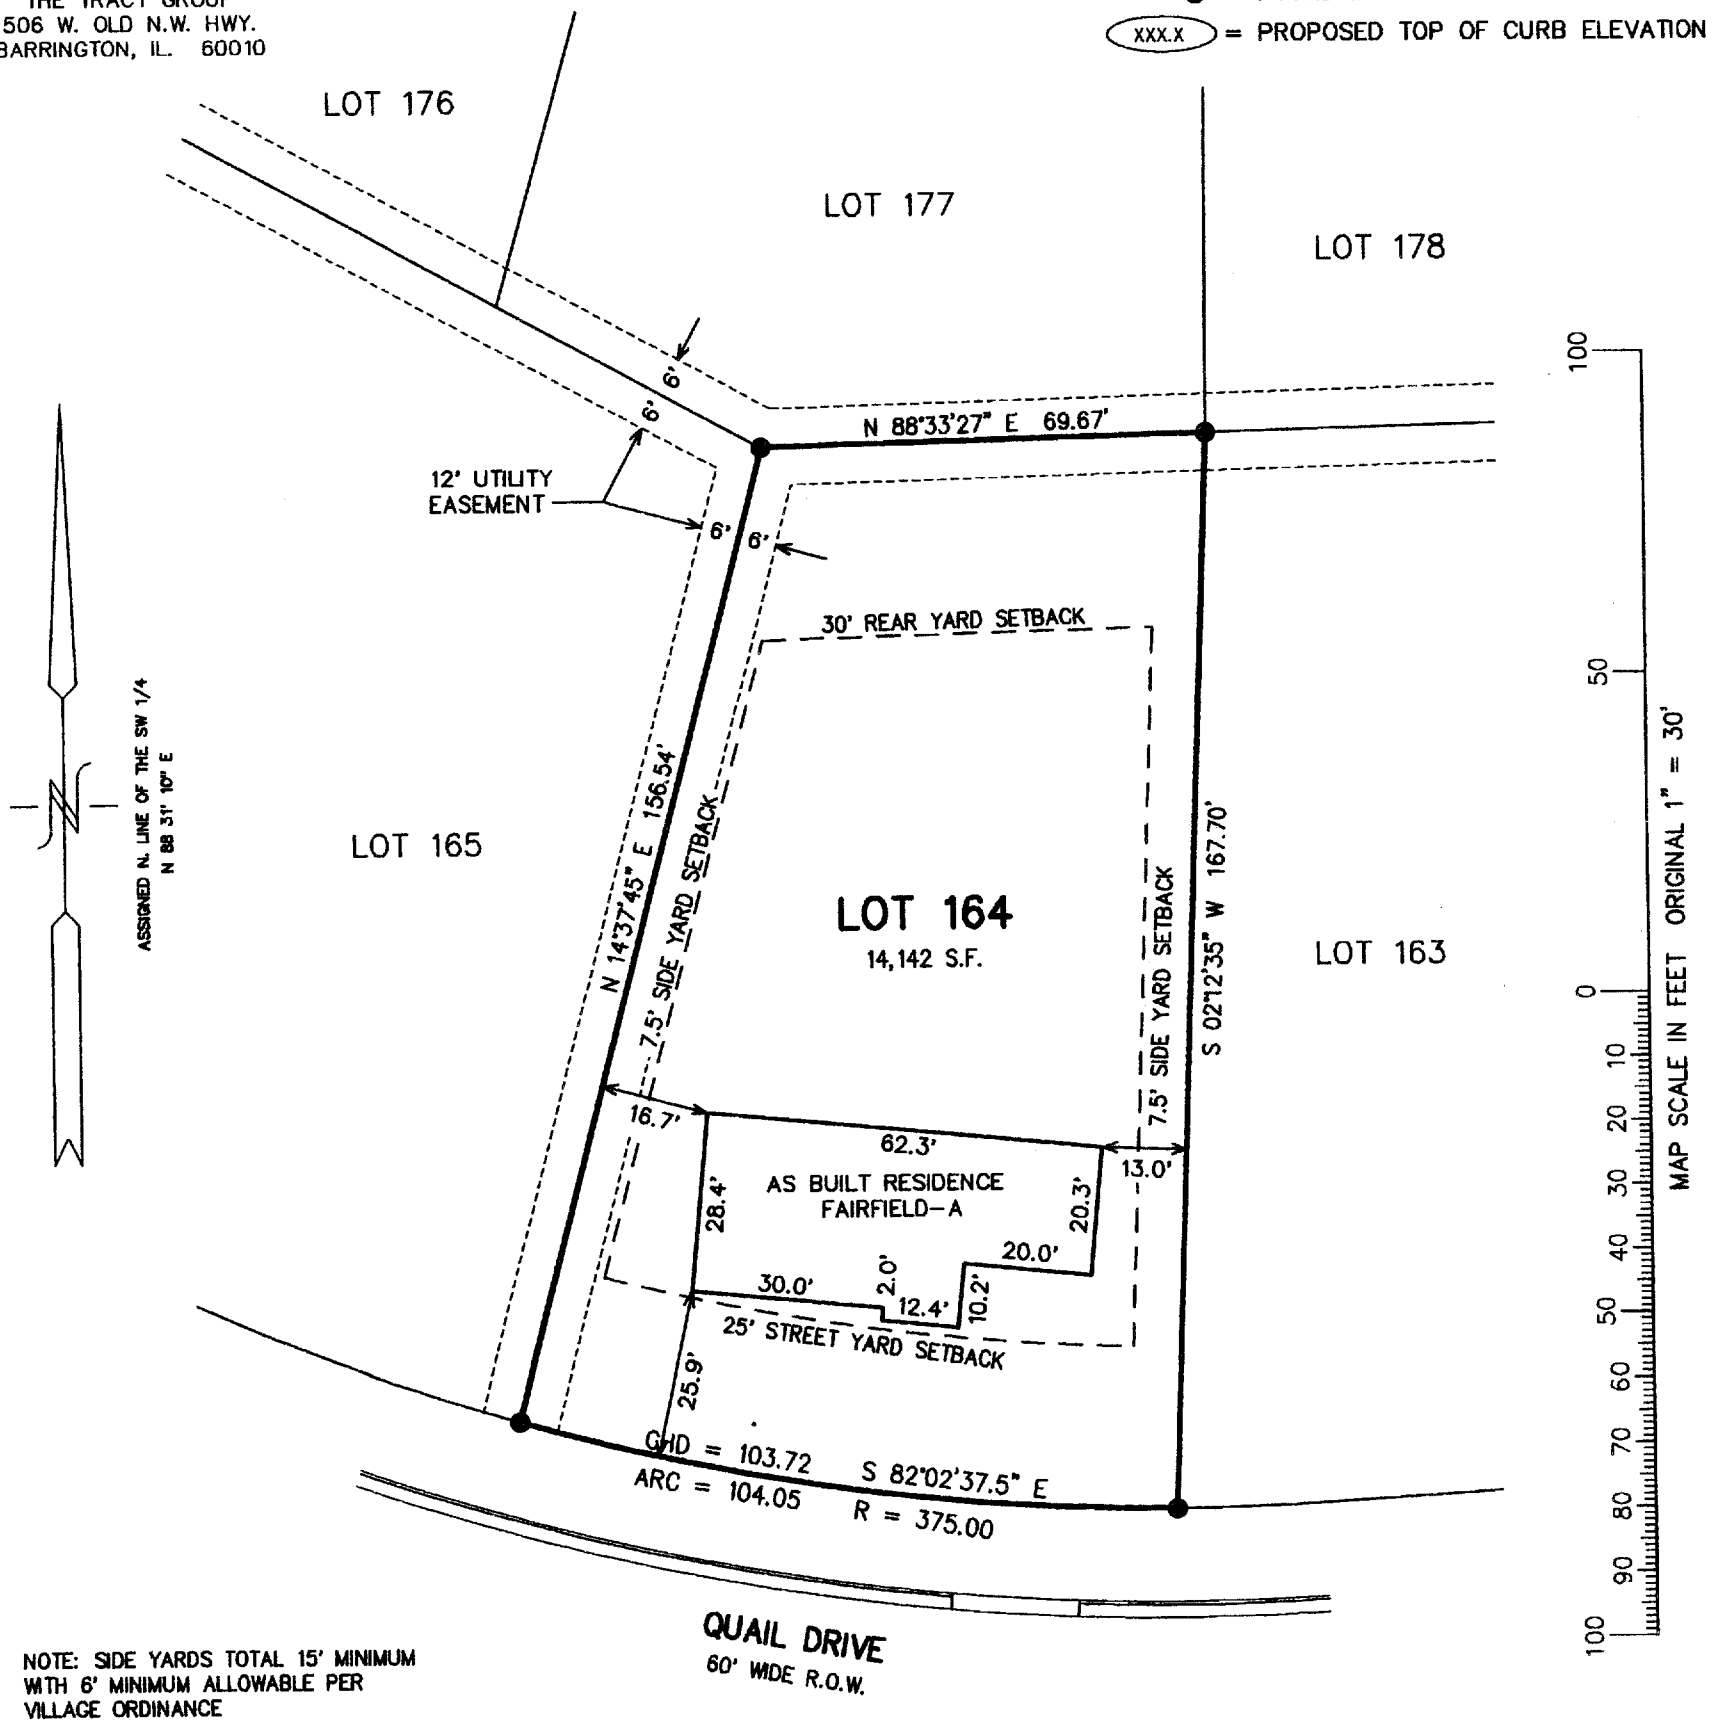 506 W. OLD N.W. HWY.
BARRINGTON, IL. 60010
XXX.X = PROPOSED TOP OF CURB ELEVATION
LOT 176
LOT 177
LOT 178
6'
6'
N 88°33'27" E 69.67'
12' UTILITY
EASEMENT
6' 6'
30' REAR YARD SETBACK
ASSIGNED N. LINE OF THE SW 1/4
N 88 31' 10" E
N
LOT 165
N 14°37'45" E 156.54'
7.5' SIDE YARD SETBACK
LOT 164
14,142 S.F.
7.5' SIDE YARD SETBACK
S 02°12'35" W 167.70'
LOT 163
16.7'
62.3'
13.0'
AS BUILT RESIDENCE
FAIRFIELD-A
28.4'
20.3'
20.0'
30.0'
2.0'
12.4'
10.2'
25' STREET YARD SETBACK
25.9'
CHD = 103.72 S 82°02'37.5" E
ARC = 104.05 R = 375.00
QUAIL DRIVE
60' WIDE R.O.W.
NOTE: SIDE YARDS TOTAL 15' MINIMUM
WITH 6' MINIMUM ALLOWABLE PER
VILLAGE ORDINANCE
100
50
0
10
20
30
40
50
60
70
80
90
100
MAP SCALE IN FEET ORIGINAL 1" = 30'